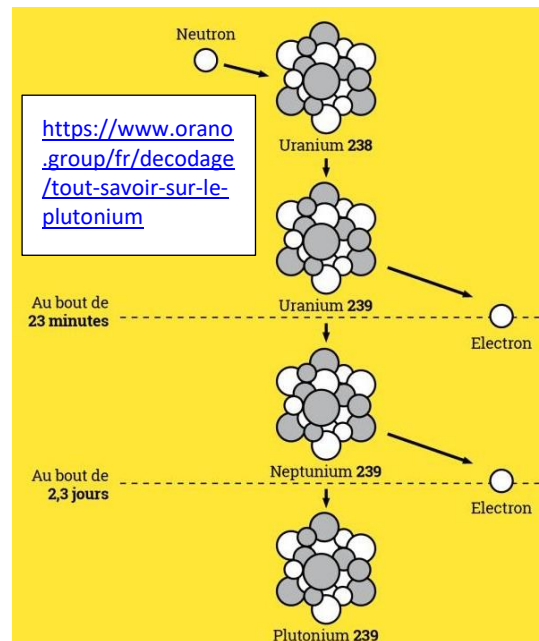 Neutron
https://www.orano
.group/fr/decodage
/tout-savoir-sur-le-
plutonium
Uranium 238
Uranium 239
Au bout de
23 minutes
Electron
Neptunium 239
Au bout de
2,3 jours
Electron
Plutonium 239